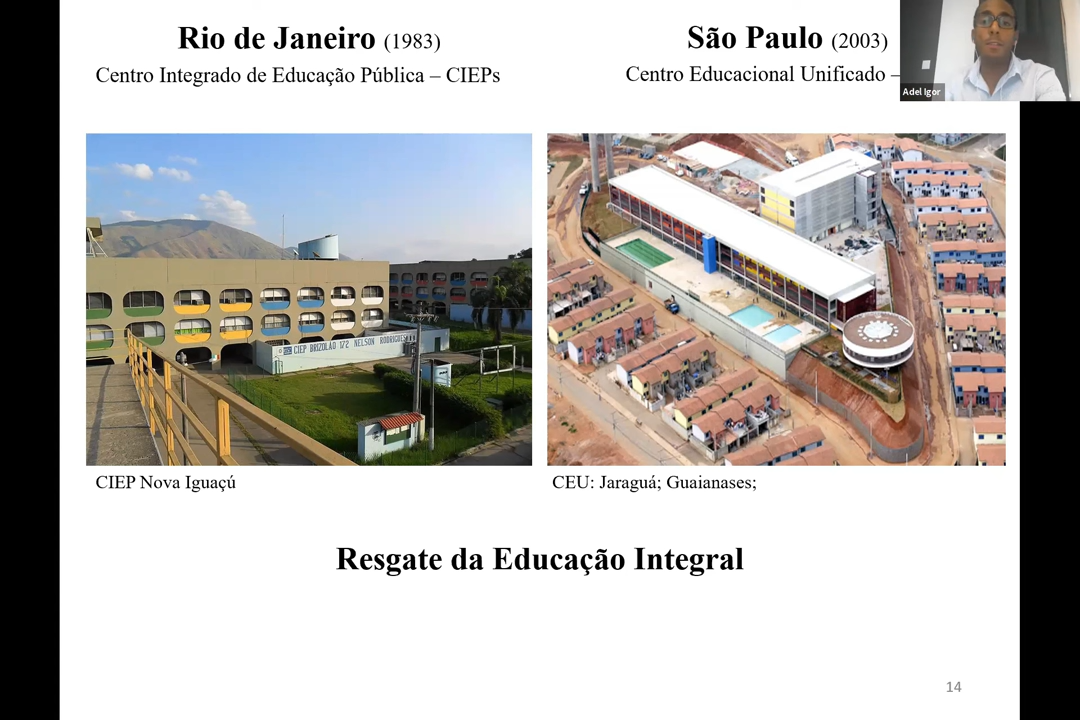 Rio de Janeiro (1983)
Centro Integrado de Educação Pública – CIEPs
São Paulo (2003)
Centro Educacional Unificado –
Adel Igor
CIEP BRIZOLÃO 172 NELSON RODRIGUES
CIEP Nova Iguaçú
CEU: Jaraguá; Guaianases;
Resgate da Educação Integral
14